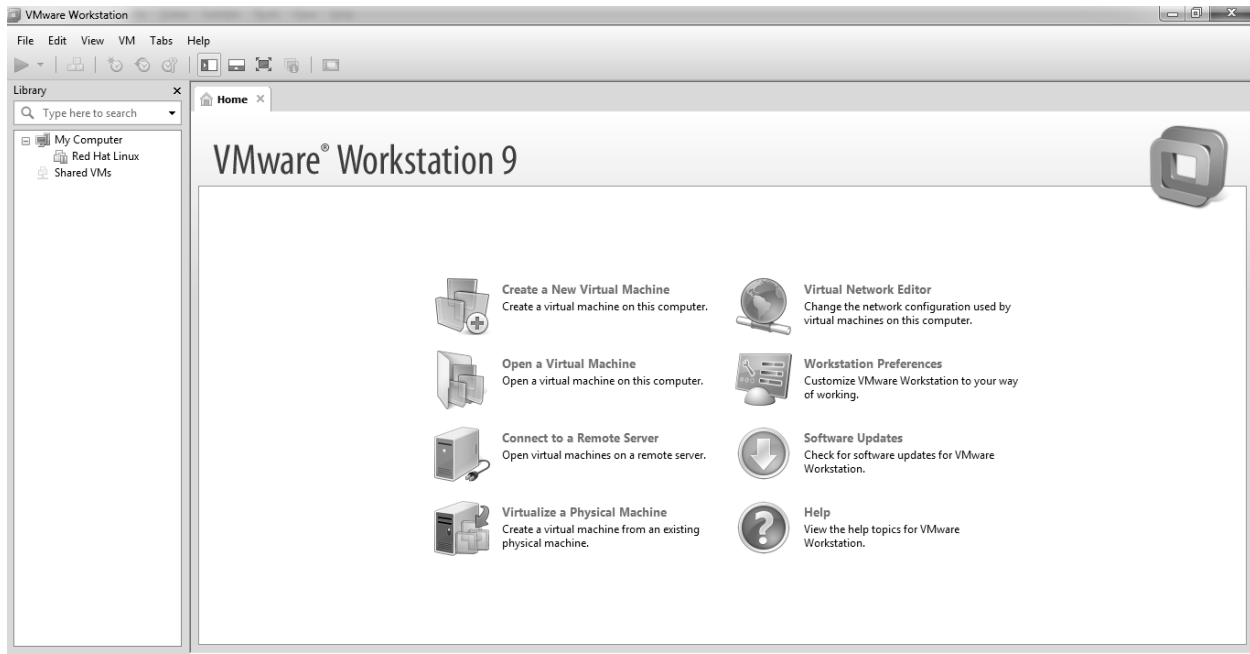 VMware Workstation
File Edit View VM Tabs Help
Library
Type here to search
My Computer
Red Hat Linux
Shared VMs
Home
VMware® Workstation 9
Create a New Virtual Machine
Create a virtual machine on this computer.
Open a Virtual Machine
Open a virtual machine on this computer.
Connect to a Remote Server
Open virtual machines on a remote server.
Virtualize a Physical Machine
Create a virtual machine from an existing
physical machine.
Virtual Network Editor
Change the network configuration used by
virtual machines on this computer.
Workstation Preferences
Customize VMware Workstation to your way
of working.
Software Updates
Check for software updates for VMware
Workstation.
Help
View the help topics for VMware
Workstation.